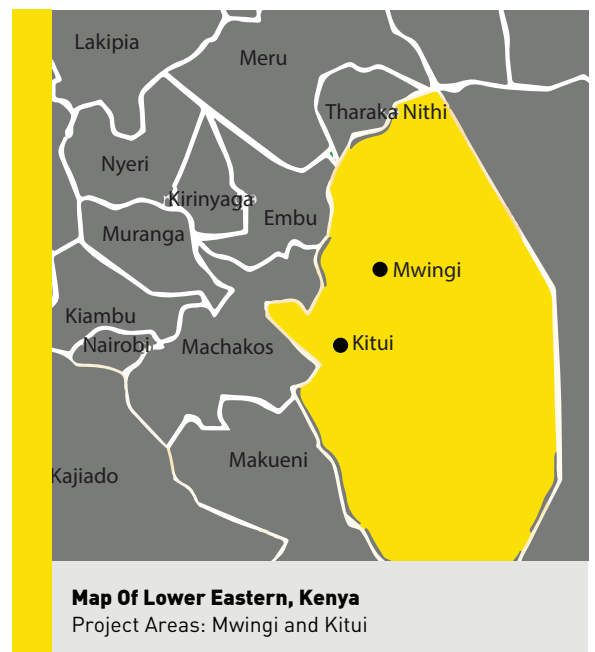 Lakipia
Meru
Tharaka Nithi
Nyeri
Kirinyaga
Embu
Muranga
Mwingi
Kiambu
Nairobi
Machakos
Kitui
Makueni
Kajiado
Map Of Lower Eastern, Kenya
Project Areas: Mwingi and Kitui